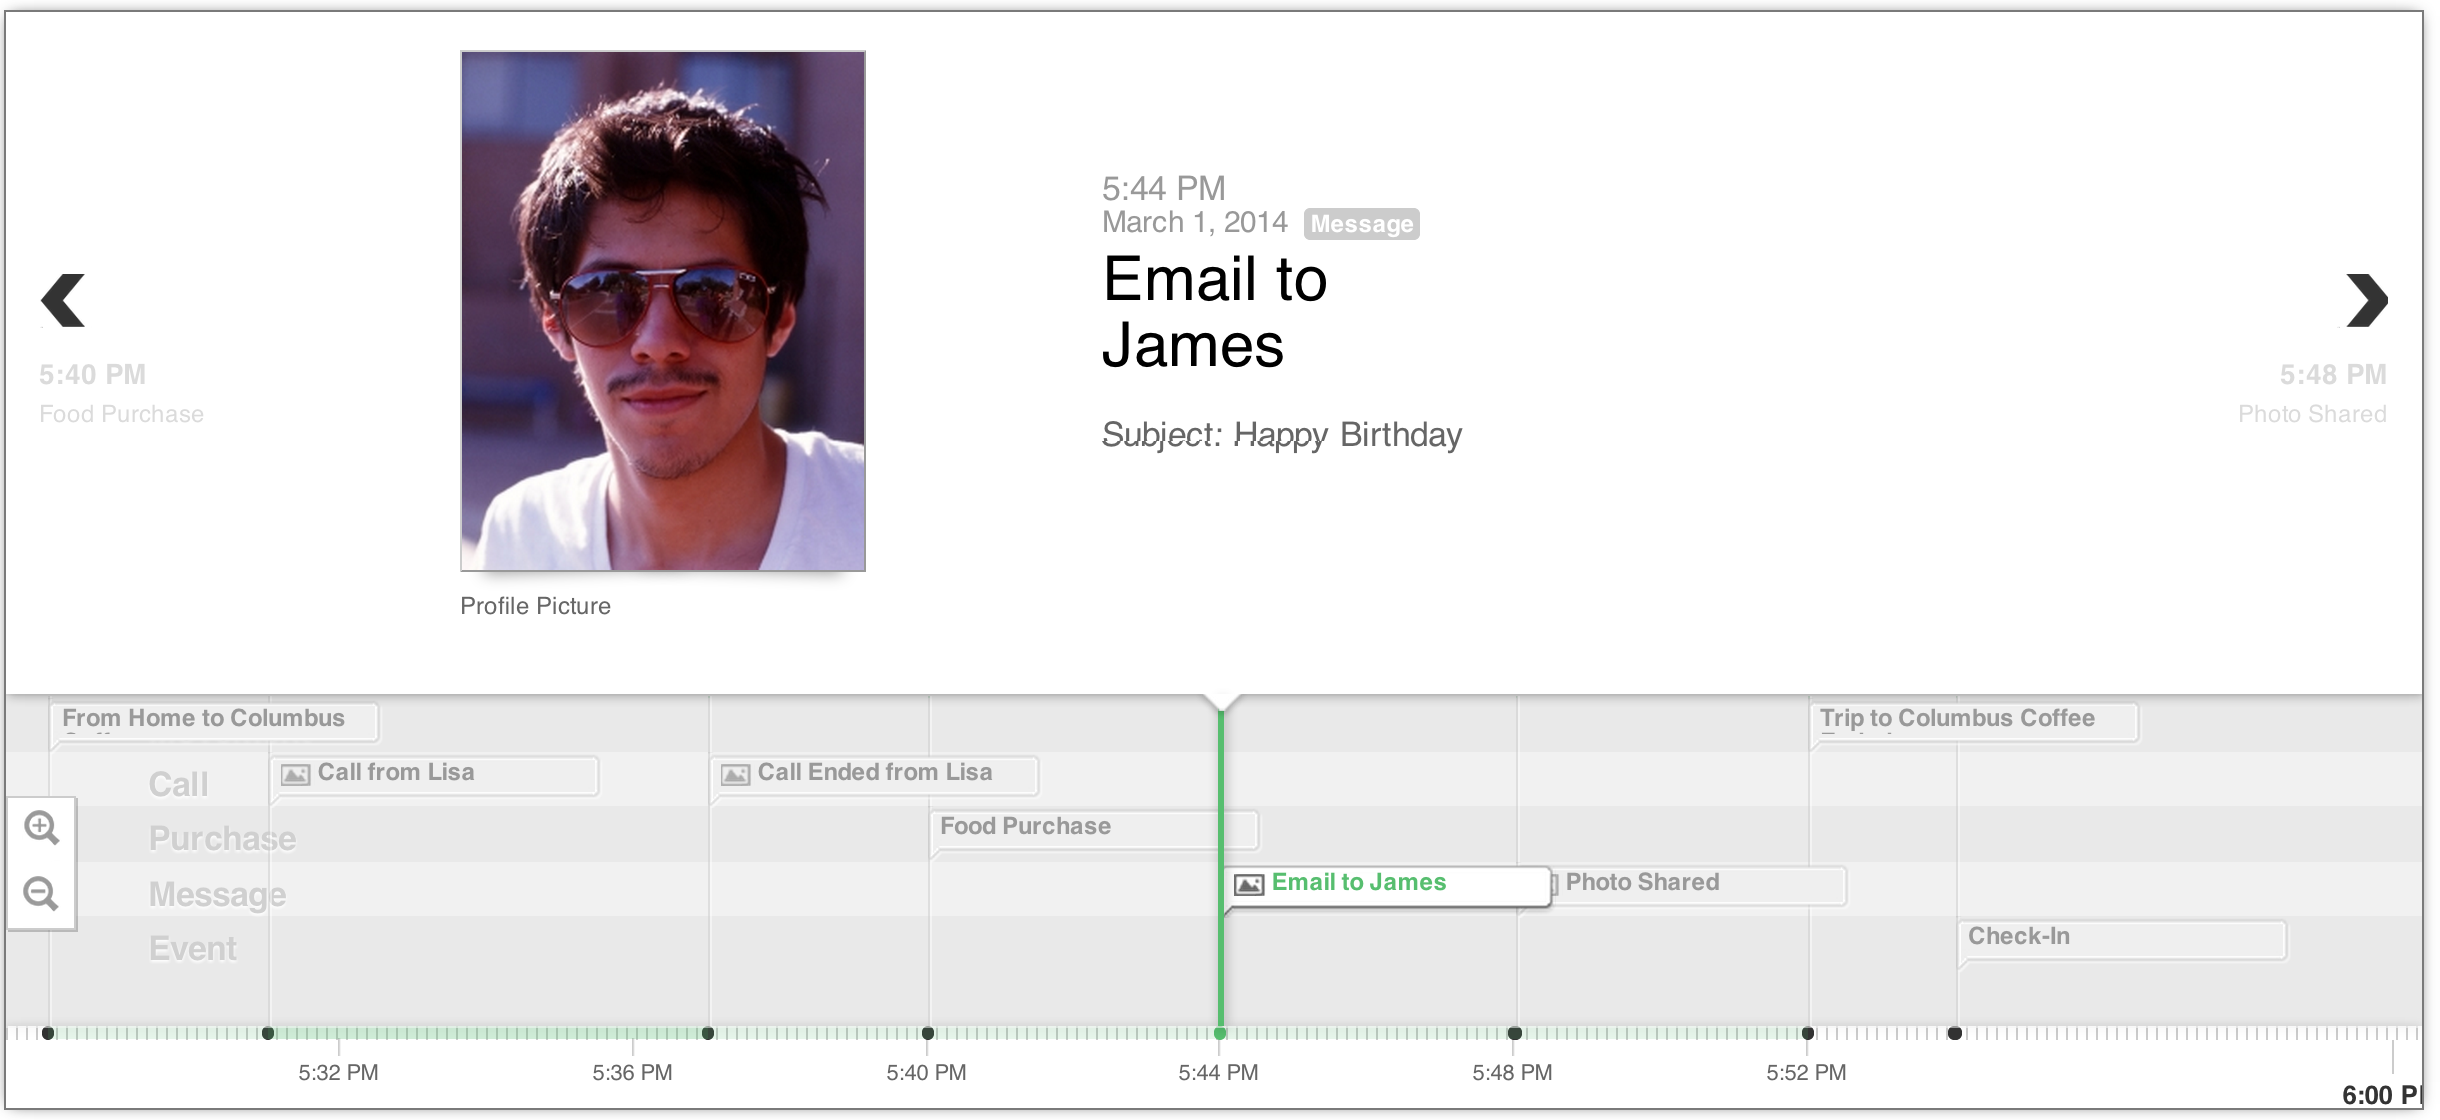 5:44 PM
March 1, 2014 Message
Email to
James
Subject: Happy Birthday
5:40 PM
Food Purchase
5:48 PM
Photo Shared
Profile Picture
From Home to Columbus
Trip to Columbus Coffee
Call
Call from Lisa
Call Ended from Lisa
Purchase
Food Purchase
Message
Email to James
Photo Shared
Event
Check-In
5:32 PM
5:36 PM
5:40 PM
5:44 PM
5:48 PM
5:52 PM
6:00 P